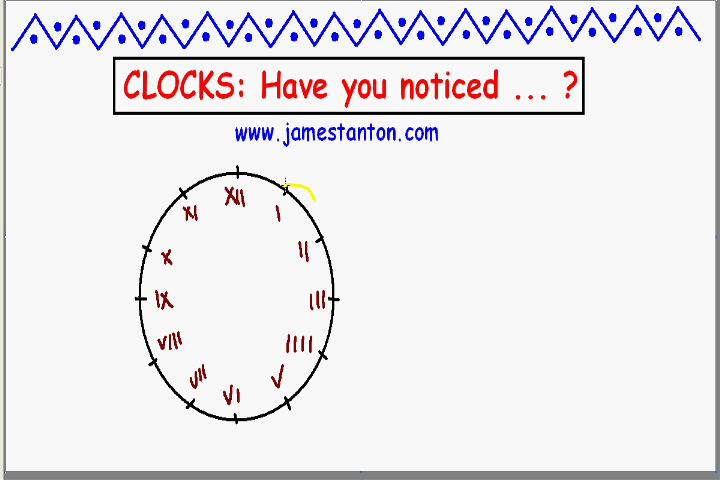 CLOCKS: Have you noticed ... ?
www.jamestanton.com
XII
I
II
III
IIII
V
VI
VII
VIII
IX
X
XI